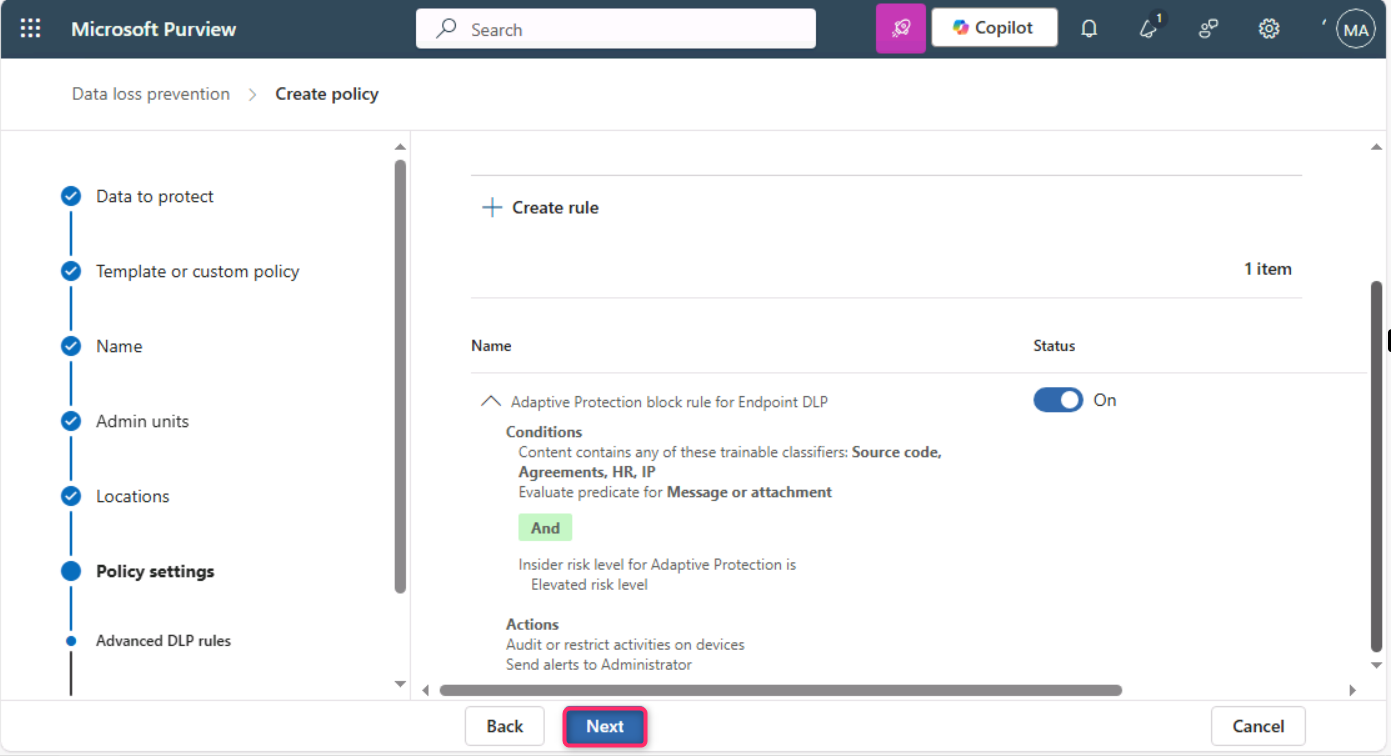 Microsoft Purview
Search
Copilot
1
MA
Data loss prevention > Create policy
Data to protect
Template or custom policy
Name
Admin units
Locations
Policy settings
Advanced DLP rules
Create rule
1 item
Name
Status
Adaptive Protection block rule for Endpoint DLP
On
Conditions
Content contains any of these trainable classifiers: Source code,
Agreements, HR, IP
Evaluate predicate for Message or attachment
And
Insider risk level for Adaptive Protection is
Elevated risk level
Actions
Audit or restrict activities on devices
Send alerts to Administrator
Back
Next
Cancel